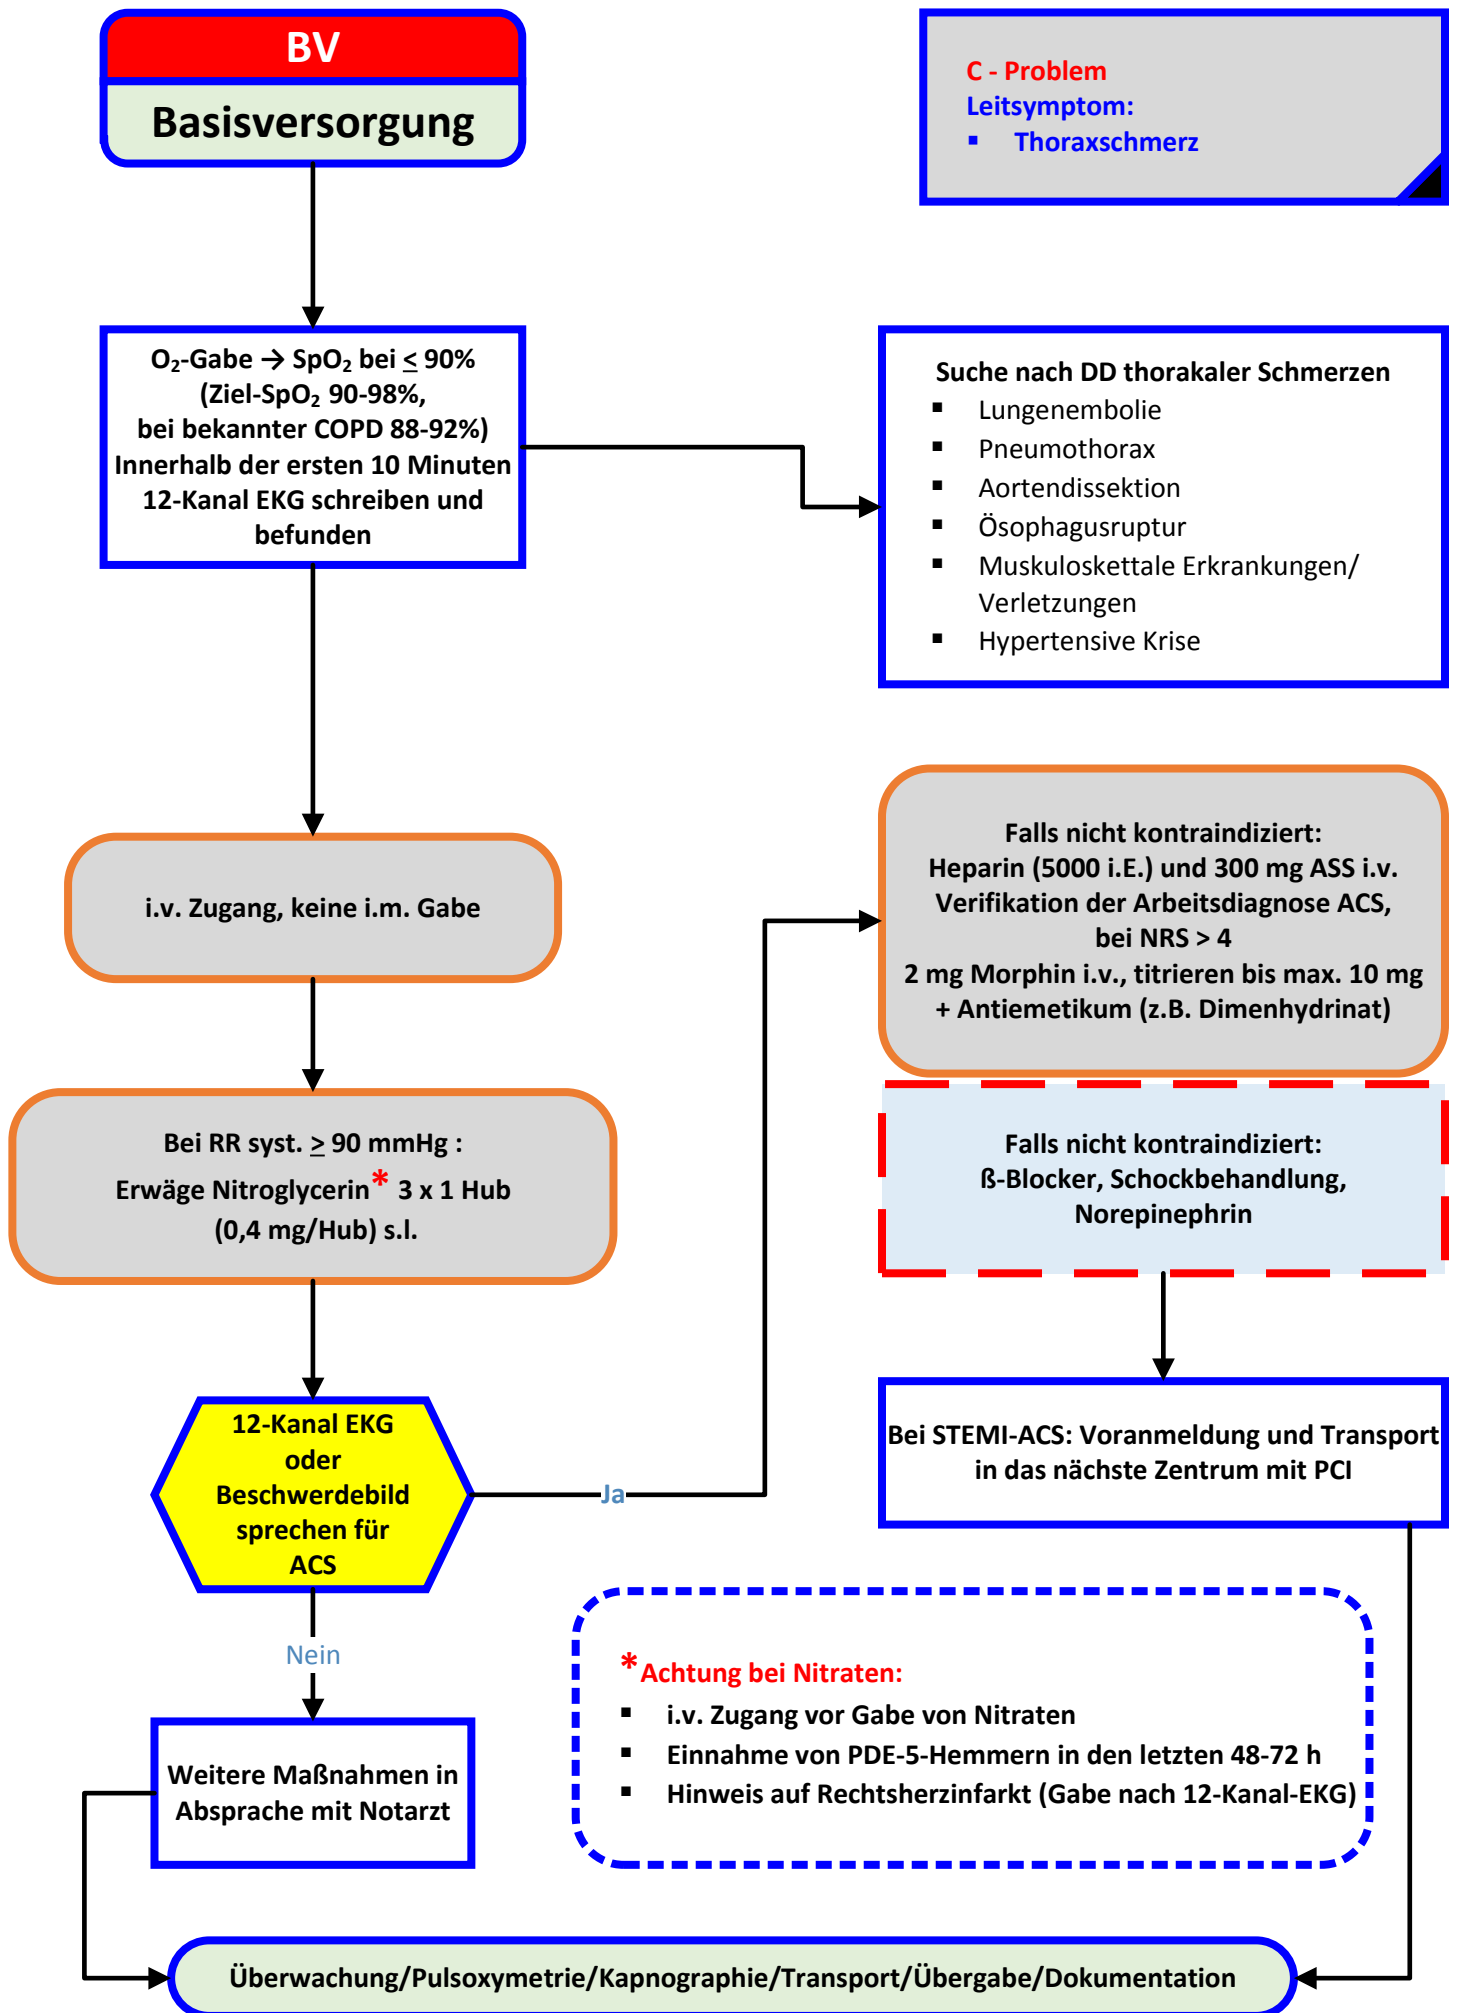 BV
Basisversorgung
C - Problem
Leitsymptom:
▪ Thoraxschmerz
O₂-Gabe → SpO₂ bei ≤ 90%
(Ziel-SpO₂ 90-98%,
bei bekannter COPD 88-92%)
Innerhalb der ersten 10 Minuten
12-Kanal EKG schreiben und
befunden
Suche nach DD thorakaler Schmerzen
▪ Lungenembolie
▪ Pneumothorax
▪ Aortendissektion
▪ Ösophagusruptur
▪ Muskuloskettale Erkrankungen/
Verletzungen
▪ Hypertensive Krise
i.v. Zugang, keine i.m. Gabe
Bei RR syst. ≥ 90 mmHg :
Erwäge Nitroglycerin* 3 x 1 Hub
(0,4 mg/Hub) s.l.
12-Kanal EKG
oder
Beschwerdebild
sprechen für
ACS
Ja
Nein
Falls nicht kontraindiziert:
Heparin (5000 i.E.) und 300 mg ASS i.v.
Verifikation der Arbeitsdiagnose ACS,
bei NRS > 4
2 mg Morphin i.v., titrieren bis max. 10 mg
+ Antiemetikum (z.B. Dimenhydrinat)
Falls nicht kontraindiziert:
ß-Blocker, Schockbehandlung,
Norepinephrin
Bei STEMI-ACS: Voranmeldung und Transport
in das nächste Zentrum mit PCI
Weitere Maßnahmen in
Absprache mit Notarzt
*Achtung bei Nitraten:
▪ i.v. Zugang vor Gabe von Nitraten
▪ Einnahme von PDE-5-Hemmern in den letzten 48-72 h
▪ Hinweis auf Rechtsherzinfarkt (Gabe nach 12-Kanal-EKG)
Überwachung/Pulsoxymetrie/Kapnographie/Transport/Übergabe/Dokumentation